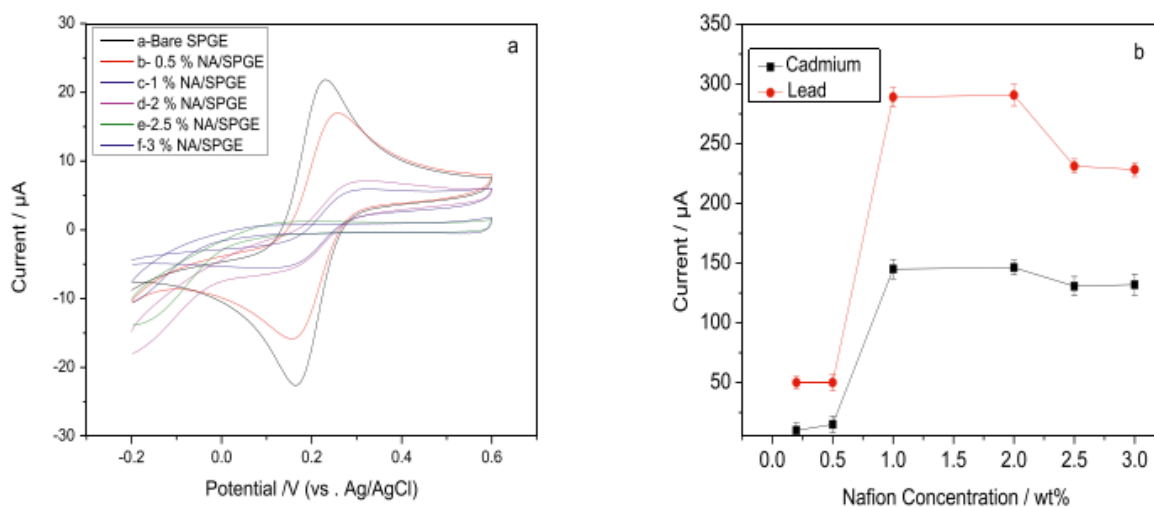 a
a-Bare SPGE
b- 0.5 % NA/SPGE
c-1 % NA/SPGE
d-2 % NA/SPGE
e-2.5 % NA/SPGE
f-3 % NA/SPGE
30
20
10
0
-10
-20
-30
Current / µA
-0.2 0.0 0.2 0.4 0.6
Potential /V (vs . Ag/AgCl)
b
Cadmium
Lead
350
300
250
200
150
100
50
Current / µA
0.0 0.5 1.0 1.5 2.0 2.5 3.0
Nafion Concentration / wt%